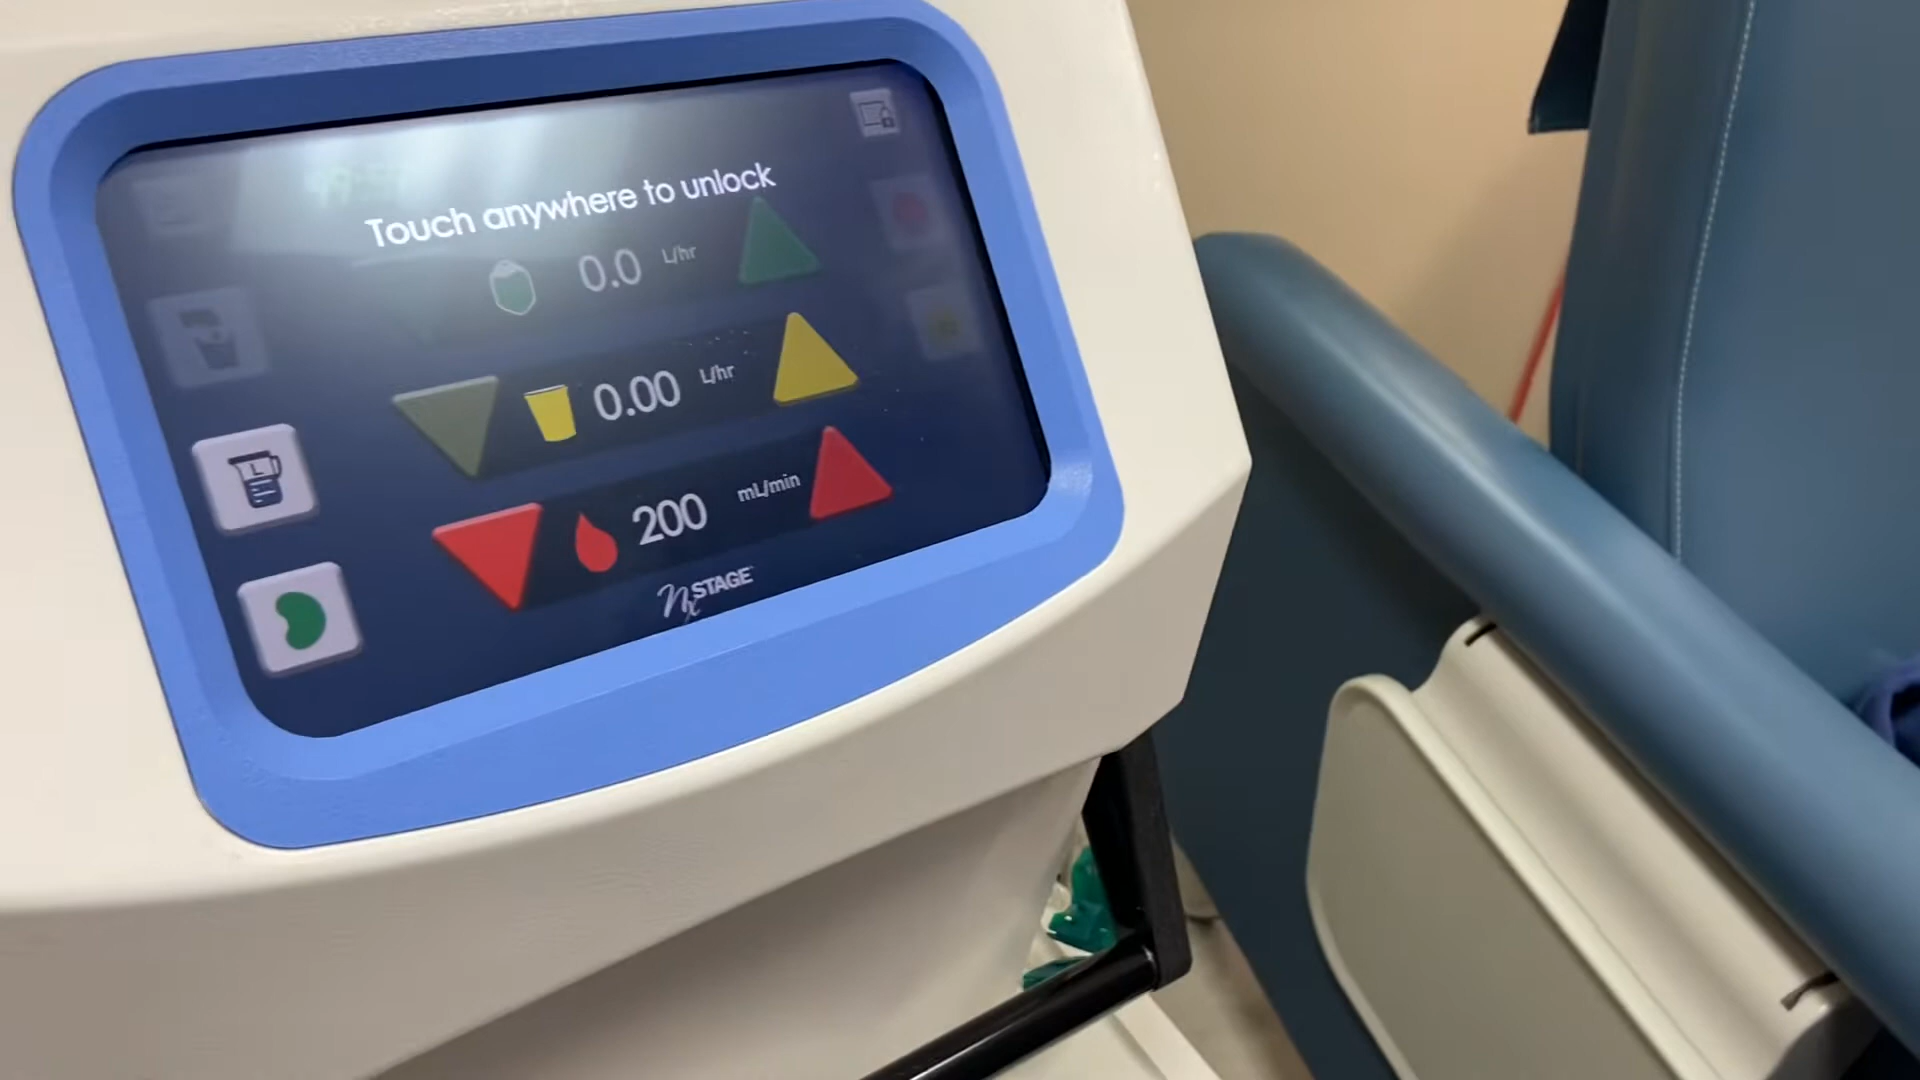 Touch anywhere to unlock
0.0 L/hr
0.00 L/hr
L
200 mL/min
NxSTAGE